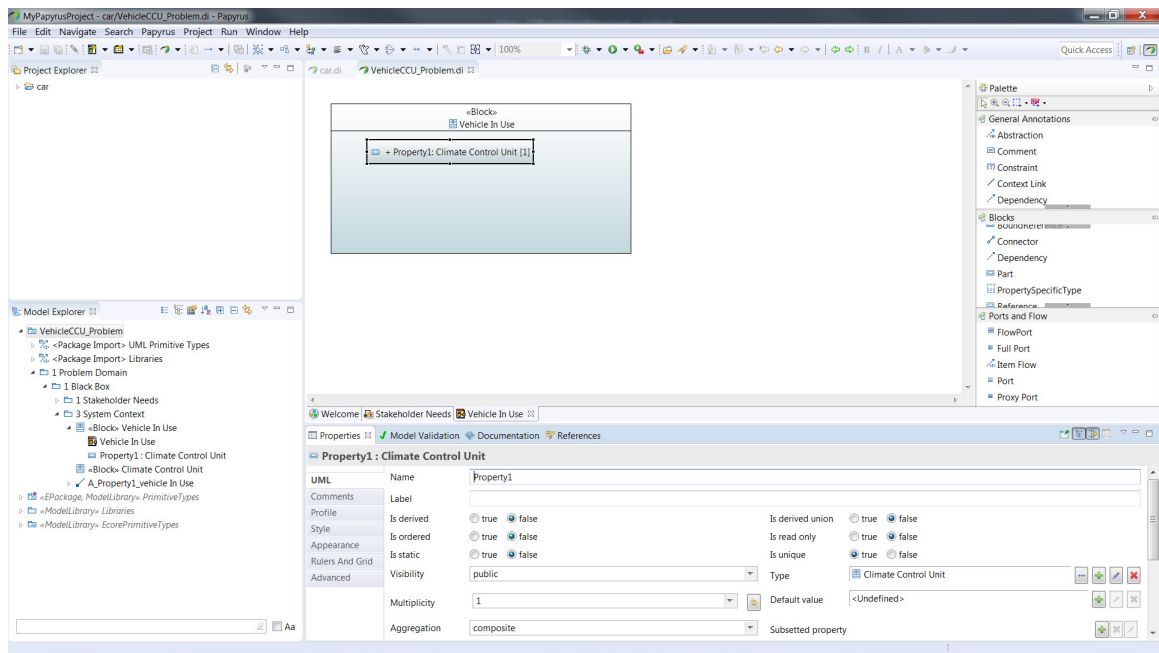 MyPapyrusProject - car/VehicleCCU_Problem.di - Papyrus
File Edit Navigate Search Papyrus Project Run Window Help
100%
B I
A
Quick Access
Project Explorer
car
car.di
VehicleCCU_Problem.di
«Block»
Vehicle In Use
+ Property1: Climate Control Unit [1]
Palette
General Annotations
Abstraction
Comment
Constraint
Context Link
Dependency
Blocks
Connector
Dependency
Part
PropertySpecificType
Reference
Ports and Flow
FlowPort
Full Port
Item Flow
Port
Proxy Port
Model Explorer
VehicleCCU_Problem
<Package Import> UML Primitive Types
<Package Import> Libraries
1 Problem Domain
1 Black Box
1 Stakeholder Needs
3 System Context
«Block» Vehicle In Use
Vehicle In Use
Property1 : Climate Control Unit
«Block» Climate Control Unit
A_Property1_vehicle In Use
«EPackage, ModelLibrary» PrimitiveTypes
«ModelLibrary» Libraries
«ModelLibrary» EcorePrimitiveTypes
Aa
Welcome Stakeholder Needs Vehicle In Use
Properties Model Validation Documentation References
Property1 : Climate Control Unit
UML
Comments
Profile
Style
Appearance
Rulers And Grid
Advanced
Name Property1
Label
Is derived true false Is derived union true false
Is ordered true false Is read only true false
Is static true false Is unique true false
Visibility public Type Climate Control Unit
Multiplicity 1 Default value <Undefined>
Aggregation composite Subsetted property